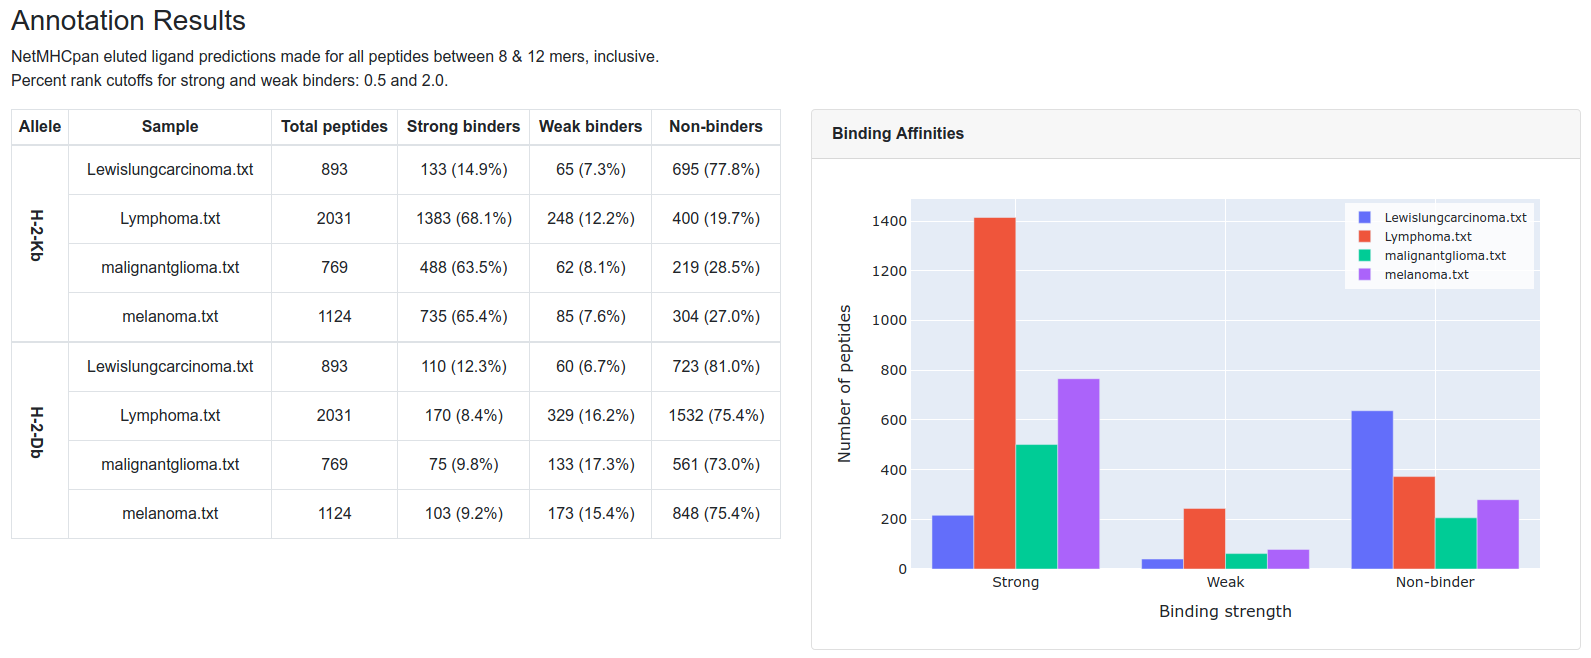 Annotation Results
NetMHCpan eluted ligand predictions made for all peptides between 8 & 12 mers, inclusive.
Percent rank cutoffs for strong and weak binders: 0.5 and 2.0.
Allele Sample Total peptides Strong binders Weak binders Non-binders
H-2-Kb
Lewislungcarcinoma.txt 893 133 (14.9%) 65 (7.3%) 695 (77.8%)
Lymphoma.txt 2031 1383 (68.1%) 248 (12.2%) 400 (19.7%)
malignantglioma.txt 769 488 (63.5%) 62 (8.1%) 219 (28.5%)
melanoma.txt 1124 735 (65.4%) 85 (7.6%) 304 (27.0%)
H-2-Db
Lewislungcarcinoma.txt 893 110 (12.3%) 60 (6.7%) 723 (81.0%)
Lymphoma.txt 2031 170 (8.4%) 329 (16.2%) 1532 (75.4%)
malignantglioma.txt 769 75 (9.8%) 133 (17.3%) 561 (73.0%)
melanoma.txt 1124 103 (9.2%) 173 (15.4%) 848 (75.4%)
Binding Affinities
Lewislungcarcinoma.txt
Lymphoma.txt
malignantglioma.txt
melanoma.txt
Number of peptides
1400
1200
1000
800
600
400
200
0
Strong Weak Non-binder
Binding strength